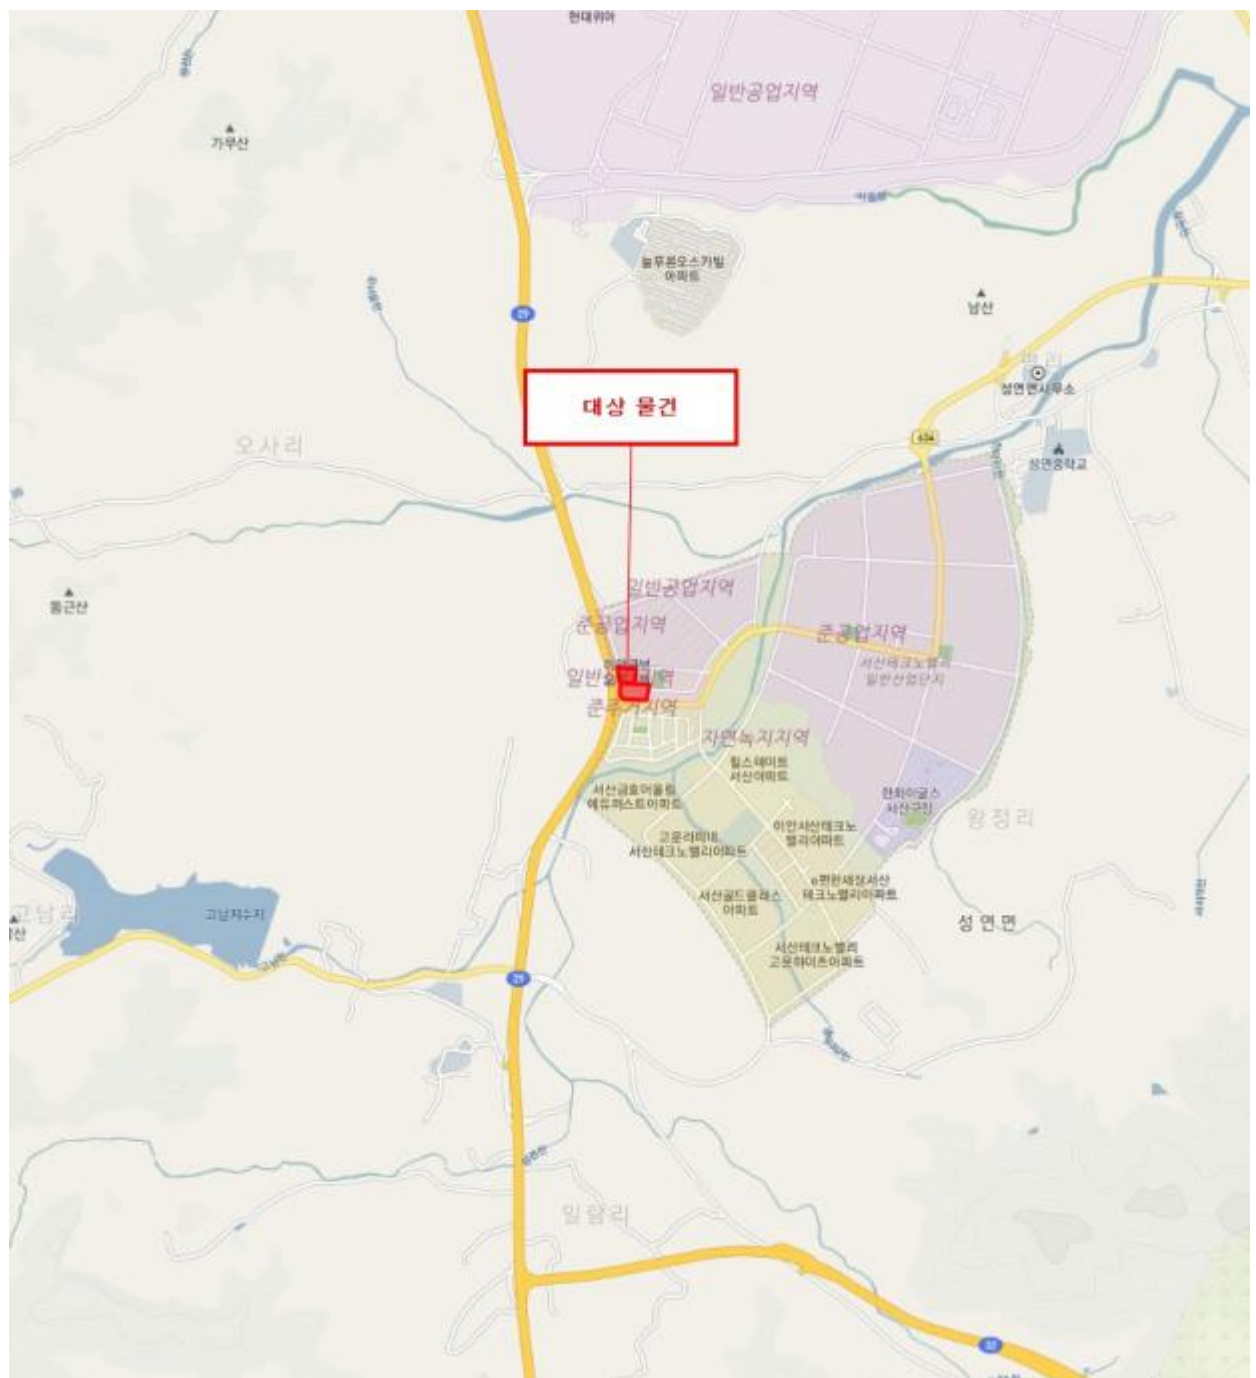 현대위아
일반공업지역
가무산
29
늘푸른오스카빌
아파트
남산
성연면사무소
대상 물건
634
오사리
성연중학교
둥근산
일반공업지역
준공업지역
준공업지역
서산테크노밸리
일반산업단지
준주거지역
자연녹지지역
힐스테이트
서산아파트
서산금호어울림
에듀퍼스트아파트
한화이글스
서산구장
왕정리
이안서산테크노
밸리아파트
고운라피네
서산테크노밸리아파트
e편한세상서산
테크노밸리아파트
서산골드클래스
아파트
고남리
고남저수지
성연면
서산테크노밸리
고운하이츠아파트
고남천
29
성연천
일람리
32